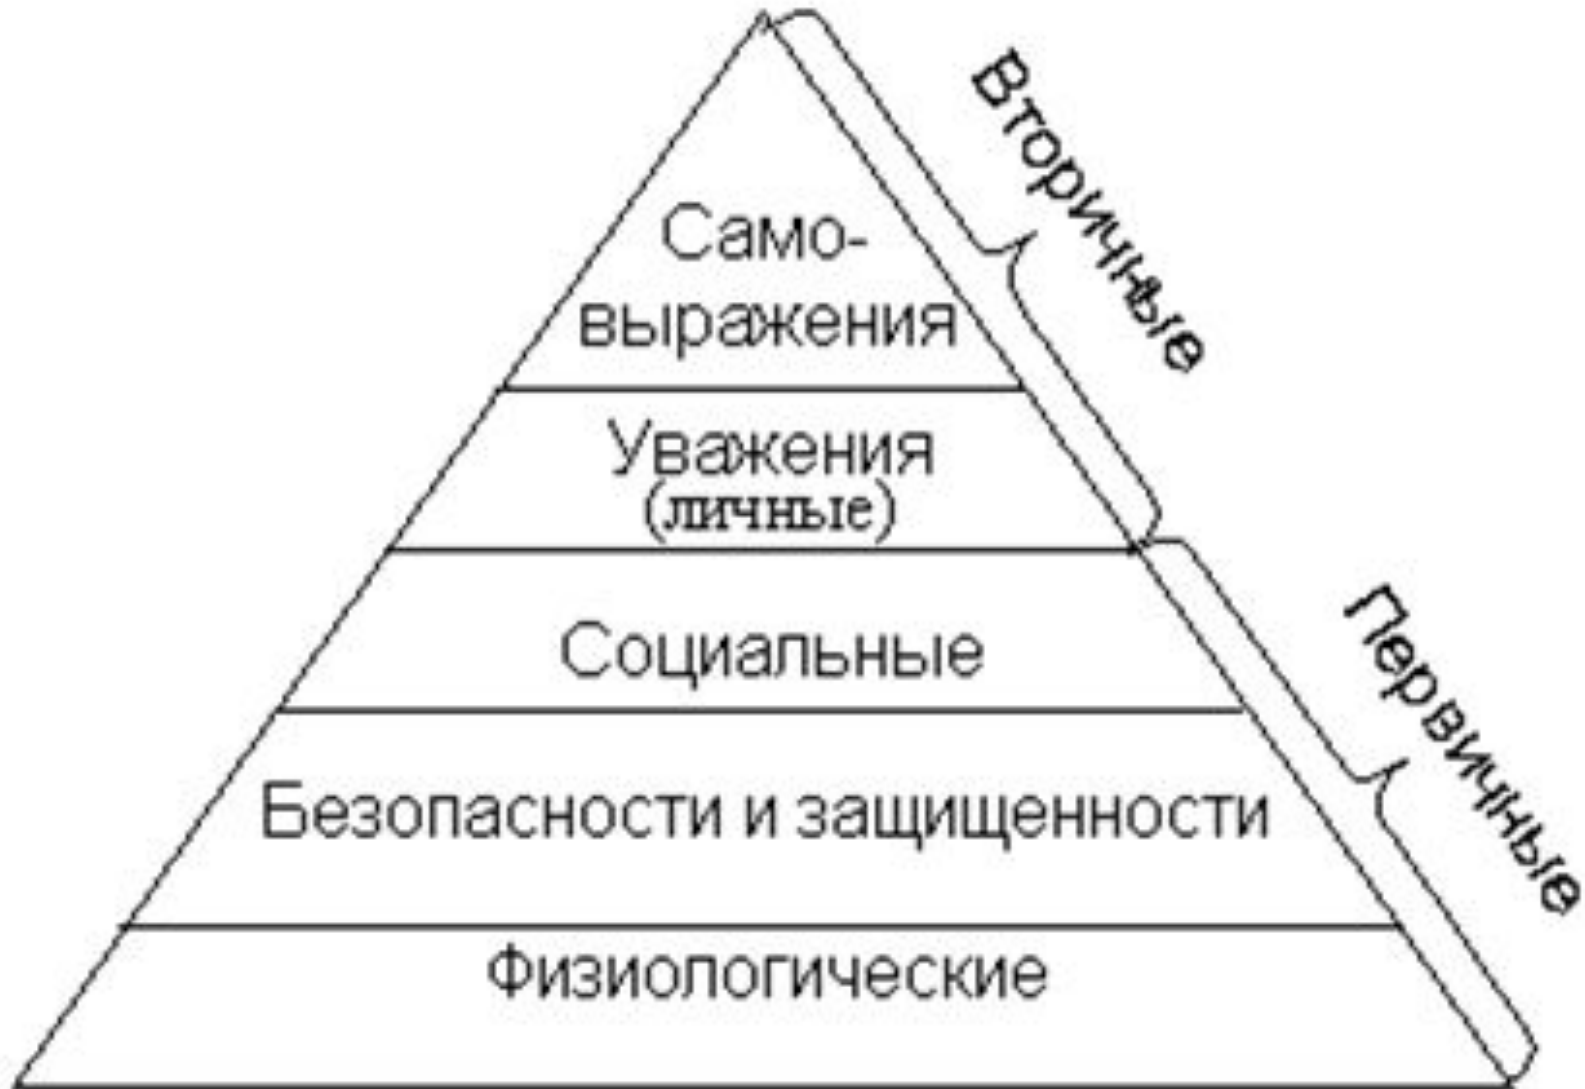 Само-
выражения
Уважения
(личные)
Социальные
Безопасности и защищенности
Физиологические
Вторичные
Первичные